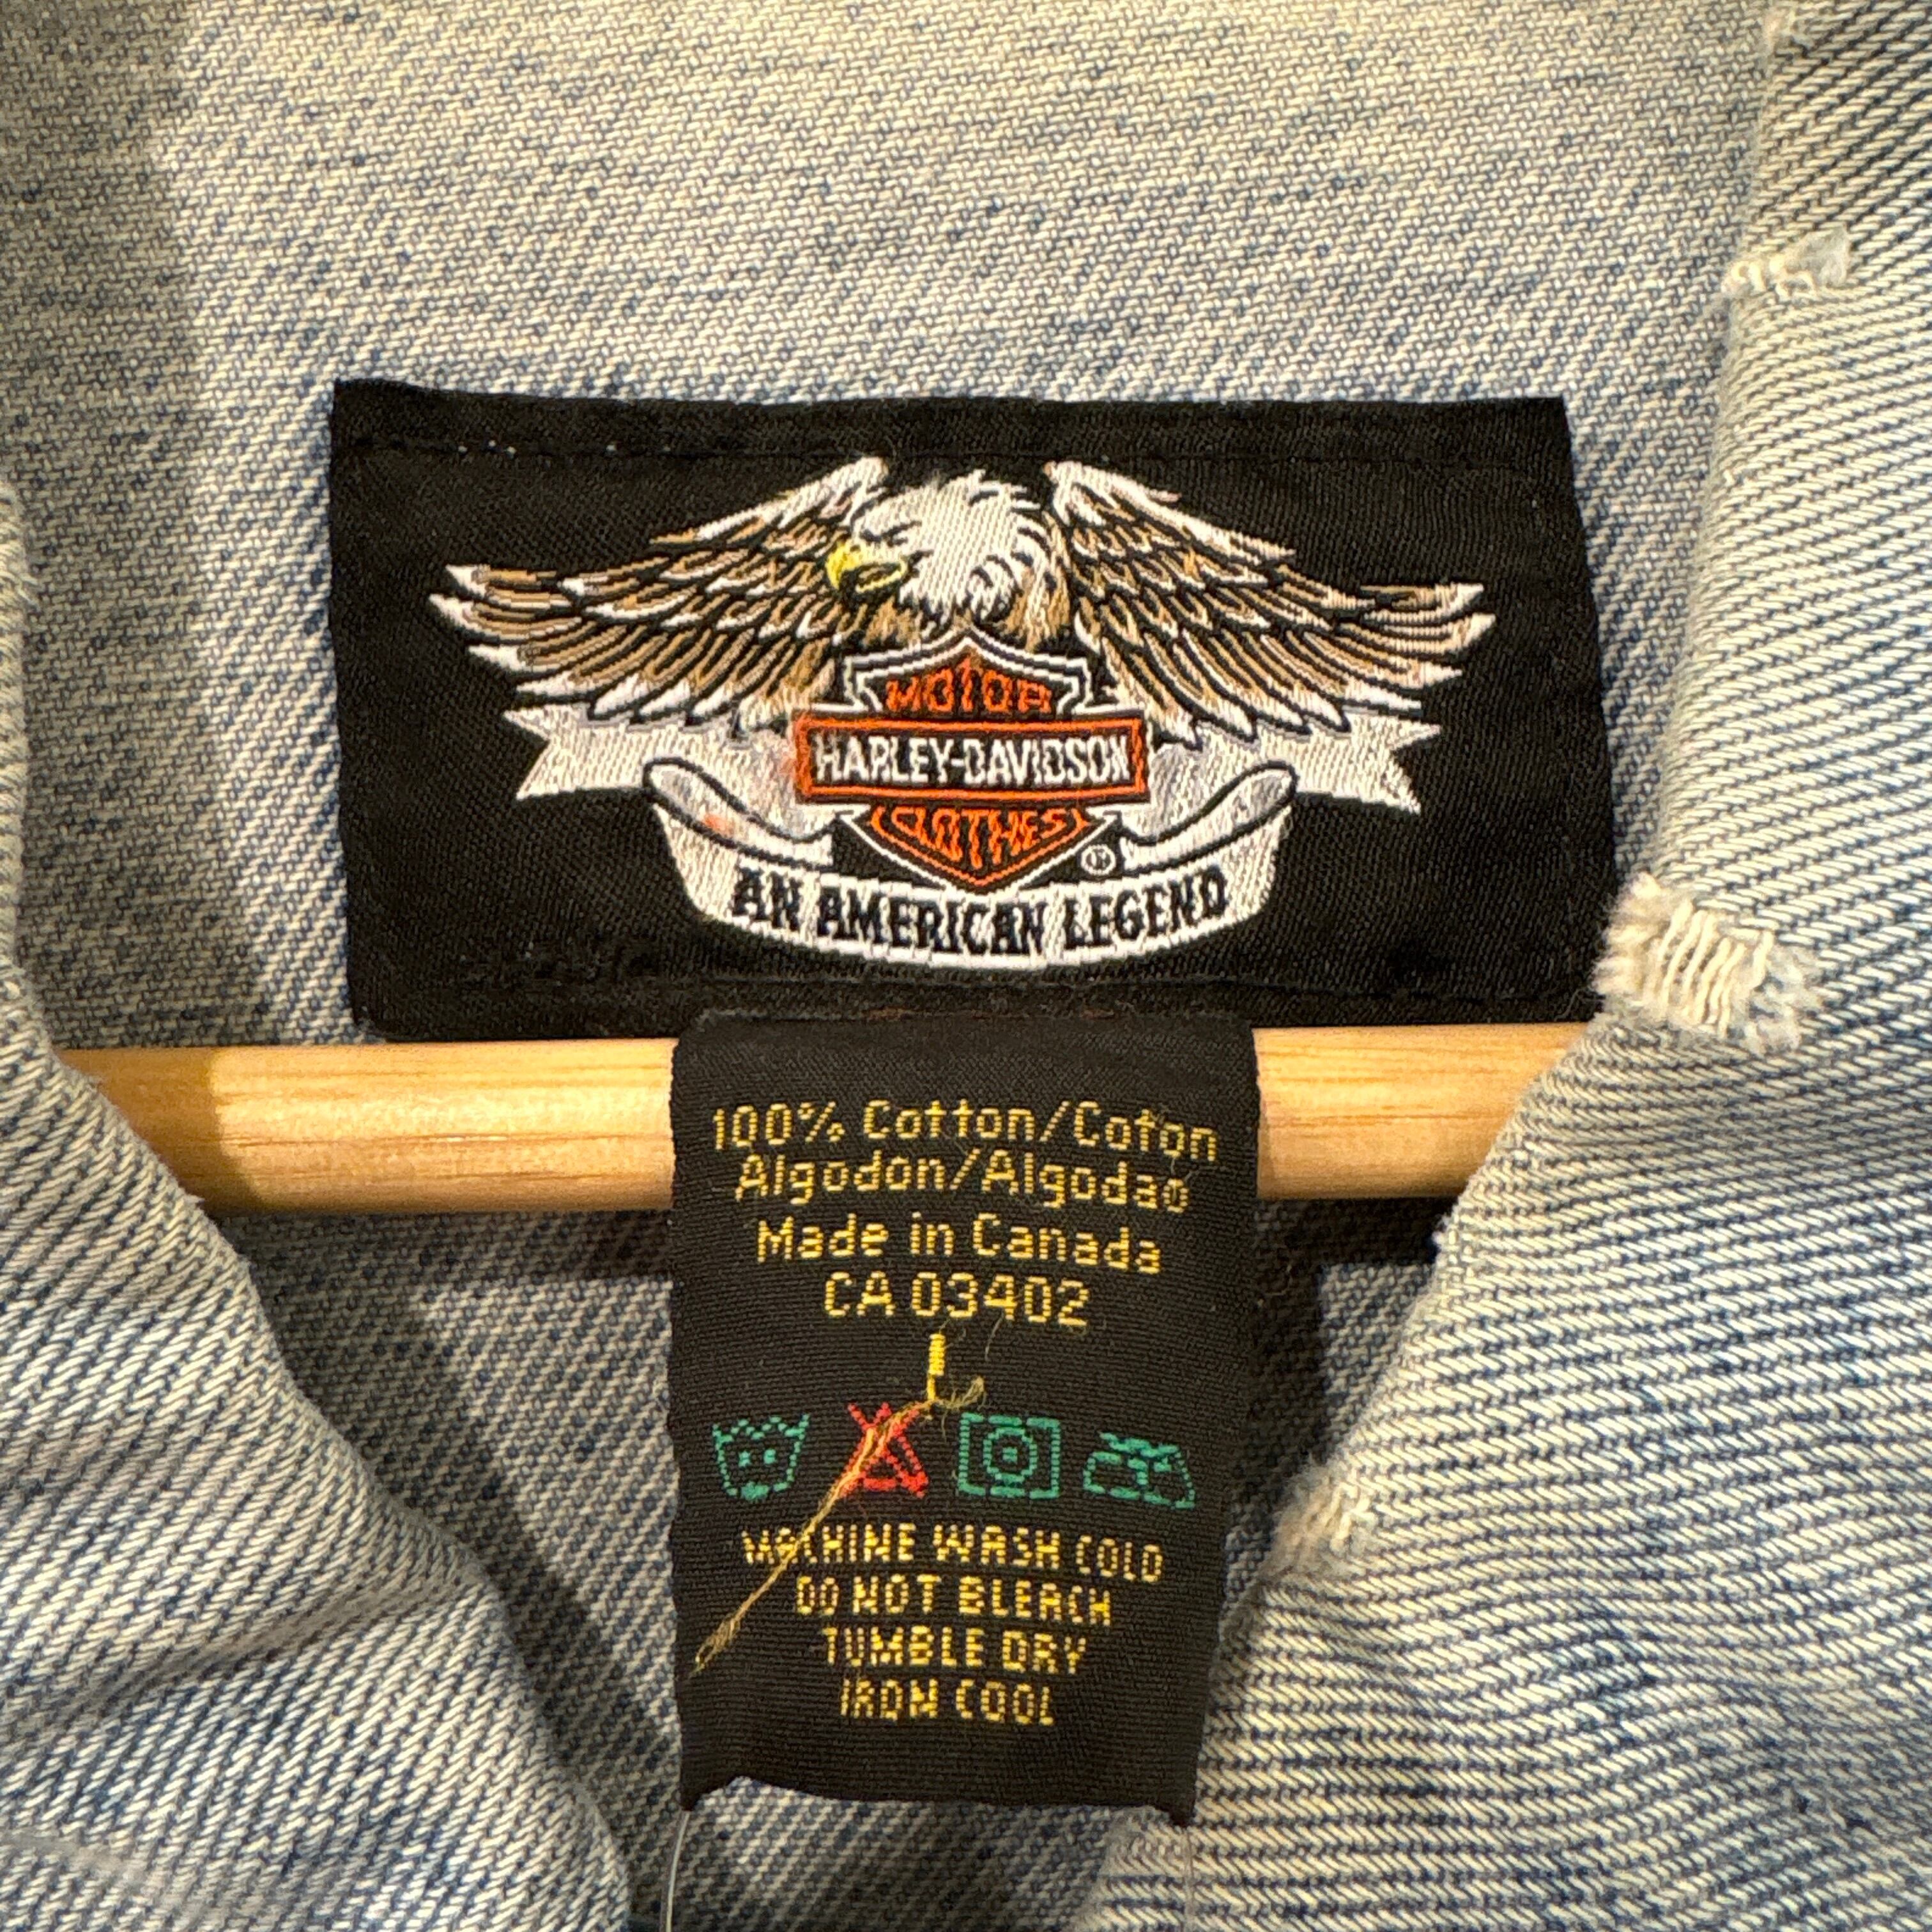 MOTOR
HARLEY-DAVIDSON
CLOTHES
®
AN AMERICAN LEGEND
100% Cotton/Coton
Algodon/Algodao
Made in Canada
CA 03402
L
MACHINE WASH COLD
DO NOT BLEACH
TUMBLE DRY
IRON COOL